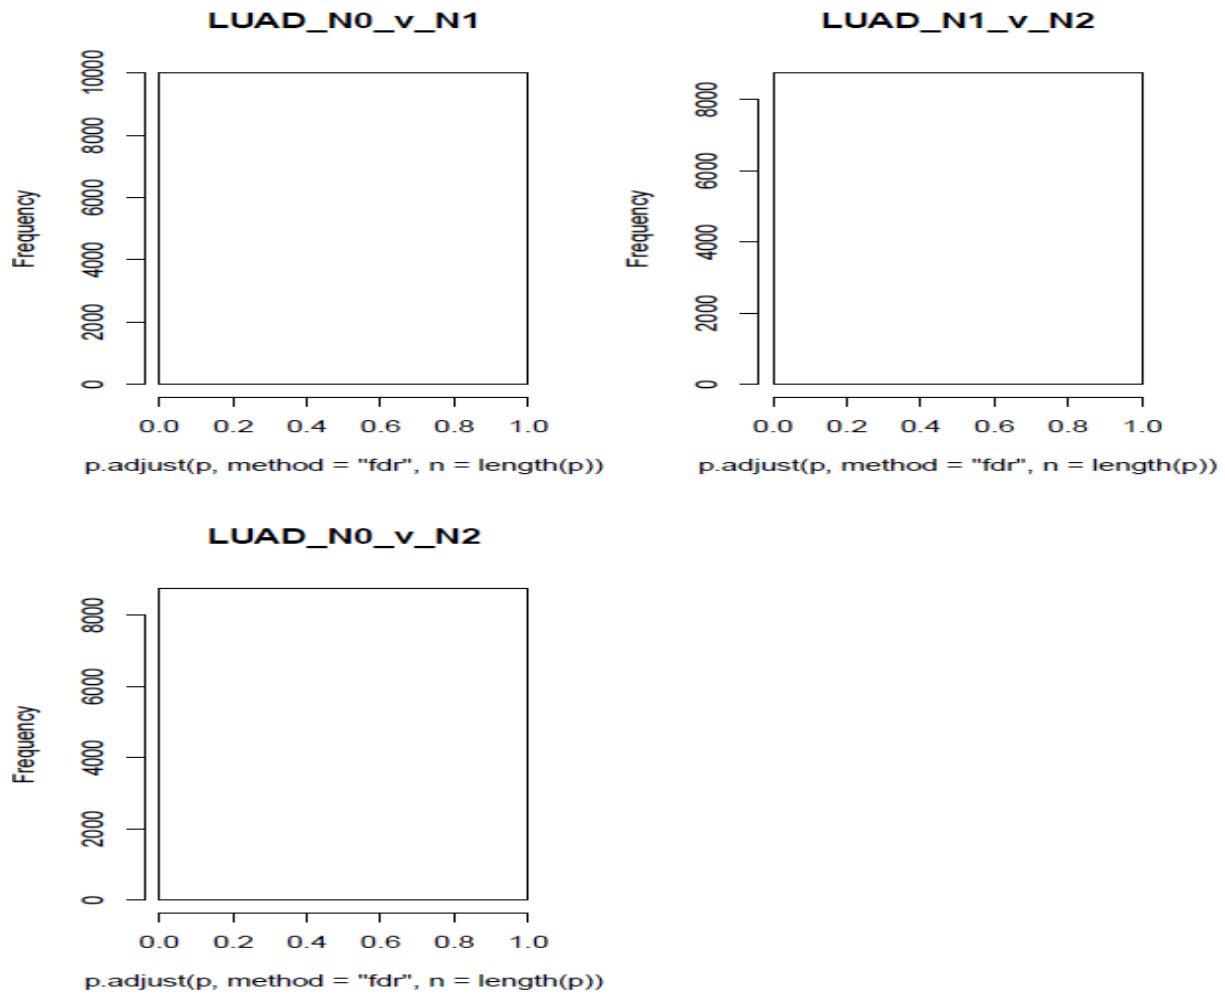 LUAD_N0_v_N1
Frequency
0 2000 4000 6000 8000 10000
0.0 0.2 0.4 0.6 0.8 1.0
p.adjust(p, method = "fdr", n = length(p))
LUAD_N1_v_N2
Frequency
0 2000 4000 6000 8000
0.0 0.2 0.4 0.6 0.8 1.0
p.adjust(p, method = "fdr", n = length(p))
LUAD_N0_v_N2
Frequency
0 2000 4000 6000 8000
0.0 0.2 0.4 0.6 0.8 1.0
p.adjust(p, method = "fdr", n = length(p))